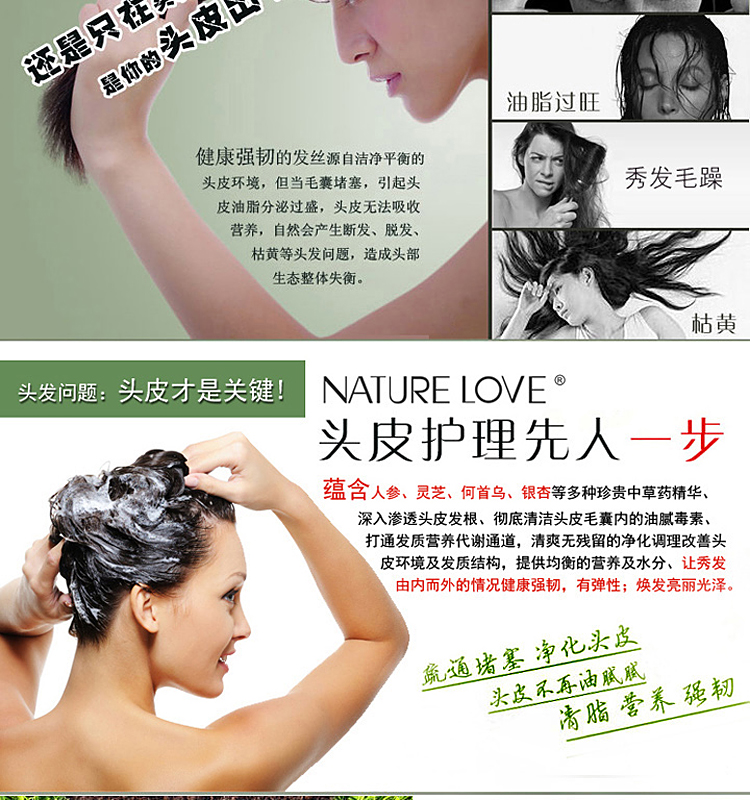 还是只在
是你的头皮出
健康强韧的发丝源自洁净平衡的
头皮环境，但当毛囊堵塞，引起头
皮油脂分泌过盛，头皮无法吸收
营养，自然会产生断发、脱发、
枯黄等头发问题，造成头部
生态整体失衡。
油脂过旺
秀发毛躁
枯黄
头发问题：头皮才是关键!
NATURE LOVE®
头皮护理先人一步
蕴含人参、灵芝、何首乌、银杏等多种珍贵中草药精华、
深入渗透头皮发根、彻底清洁头皮毛囊内的油腻毒素、
打通发质营养代谢通道，清爽无残留的净化调理改善头
皮环境及发质结构，提供均衡的营养及水分、让秀发
由内而外的情况健康强韧，有弹性；焕发亮丽光泽。
疏通堵塞 净化头皮
头皮不再油腻腻
清脂 营养 强韧